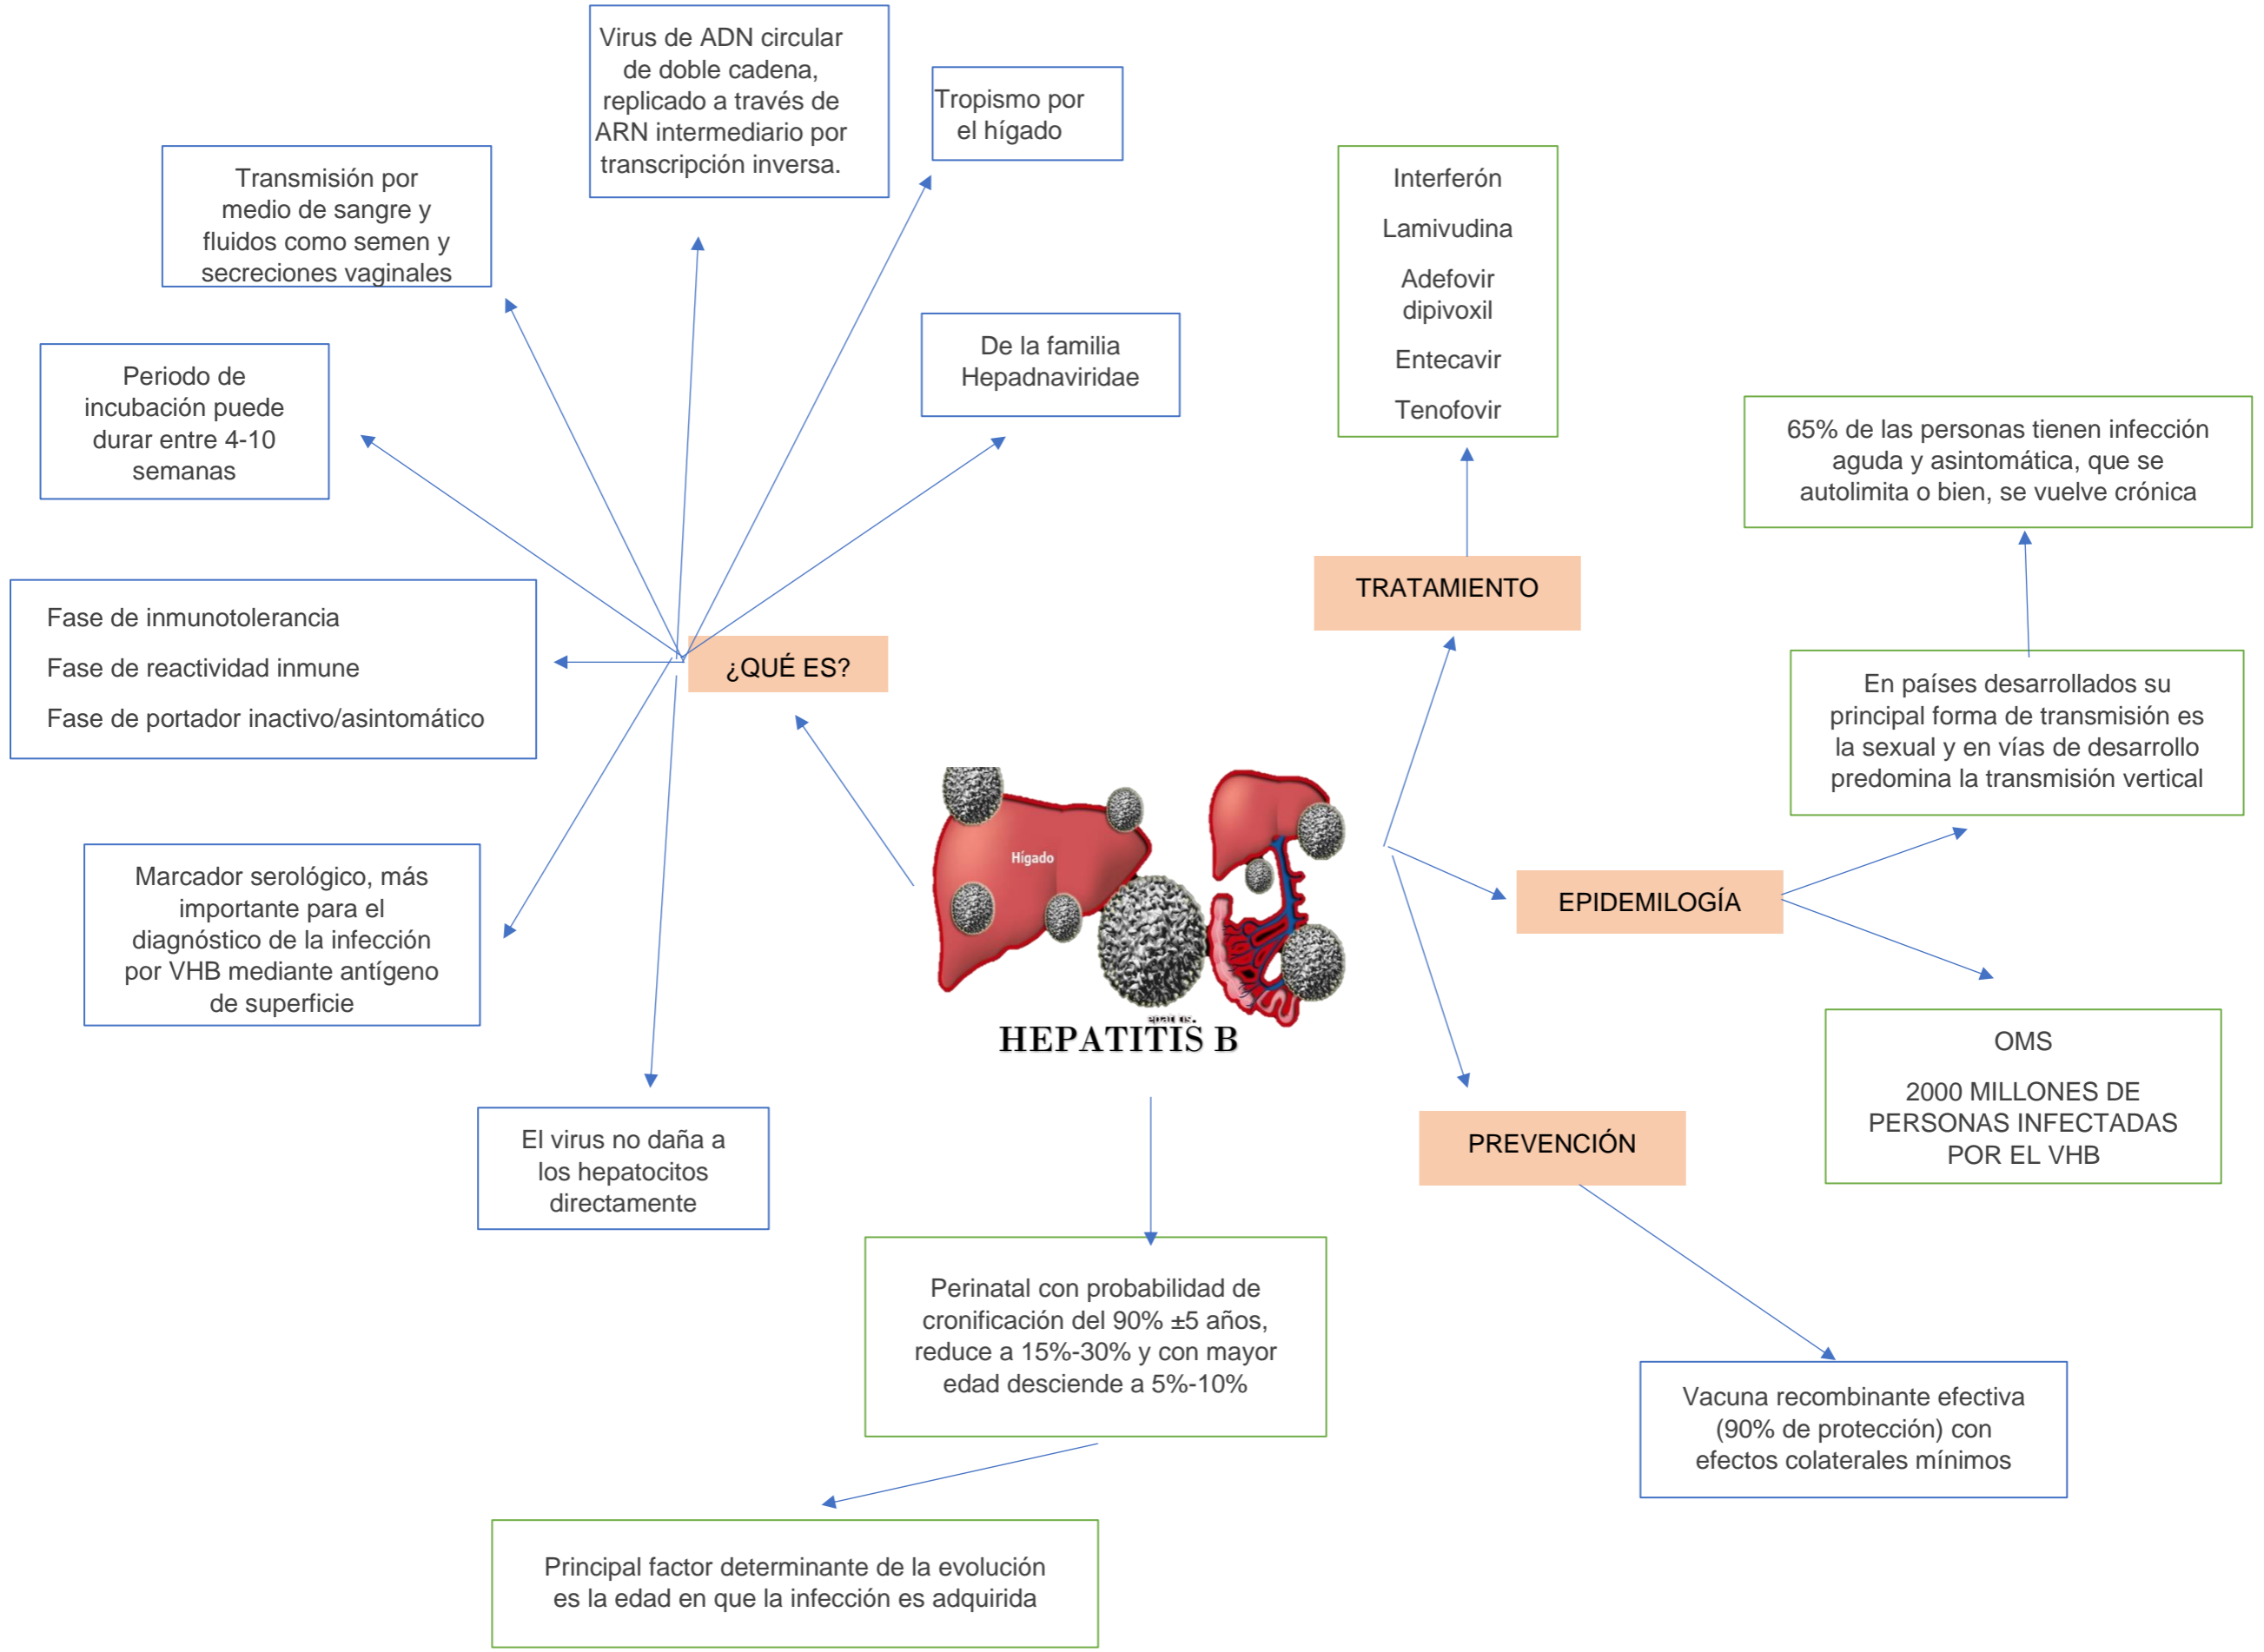 Virus de ADN circular
de doble cadena,
replicado a través de
ARN intermediario por
transcripción inversa.
Tropismo por
el hígado
Transmisión por
medio de sangre y
fluidos como semen y
secreciones vaginales
Periodo de
incubación puede
durar entre 4-10
semanas
De la familia
Hepadnaviridae
Fase de inmunotolerancia
Fase de reactividad inmune
Fase de portador inactivo/asintomático
¿QUÉ ES?
Marcador serológico, más
importante para el
diagnóstico de la infección
por VHB mediante antígeno
de superficie
El virus no daña a
los hepatocitos
directamente
Interferón
Lamivudina
Adefovir
dipivoxil
Entecavir
Tenofovir
TRATAMIENTO
65% de las personas tienen infección
aguda y asintomática, que se
autolimita o bien, se vuelve crónica
En países desarrollados su
principal forma de transmisión es
la sexual y en vías de desarrollo
predomina la transmisión vertical
EPIDEMILOGÍA
OMS
2000 MILLONES DE
PERSONAS INFECTADAS
POR EL VHB
Hígado
HEPATITIS B
PREVENCIÓN
Vacuna recombinante efectiva
(90% de protección) con
efectos colaterales mínimos
Perinatal con probabilidad de
cronificación del 90% ±5 años,
reduce a 15%-30% y con mayor
edad desciende a 5%-10%
Principal factor determinante de la evolución
es la edad en que la infección es adquirida